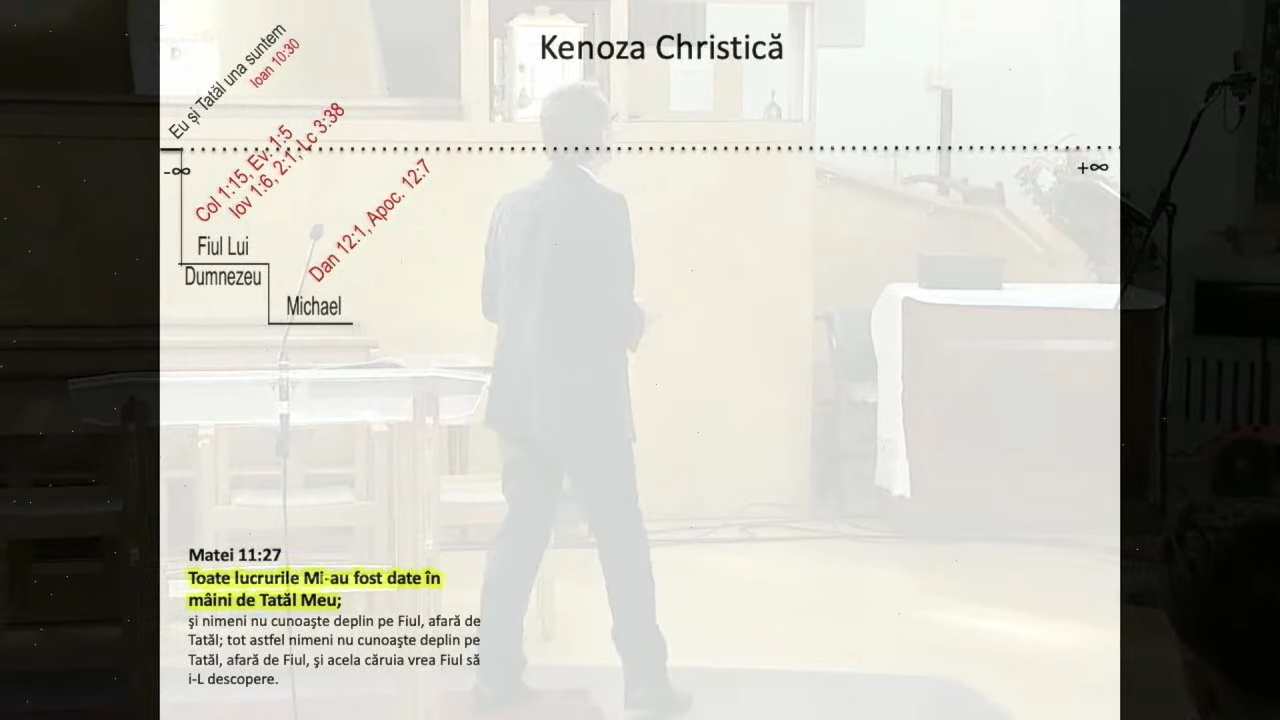 Kenoza Christică
Eu și Tatăl una suntem
Ioan 10:30
-∞
+∞
Col 1:15, Ev. 1:5
Iov 1:6, 2:1, Lc 3:38
Fiul Lui
Dumnezeu
Dan 12:1, Apoc. 12:7
Michael
Matei 11:27
Toate lucrurile Mi-au fost date în
mâini de Tatăl Meu;
şi nimeni nu cunoaşte deplin pe Fiul, afară de
Tatăl; tot astfel nimeni nu cunoaşte deplin pe
Tatăl, afară de Fiul, şi acela căruia vrea Fiul să
i-L descopere.